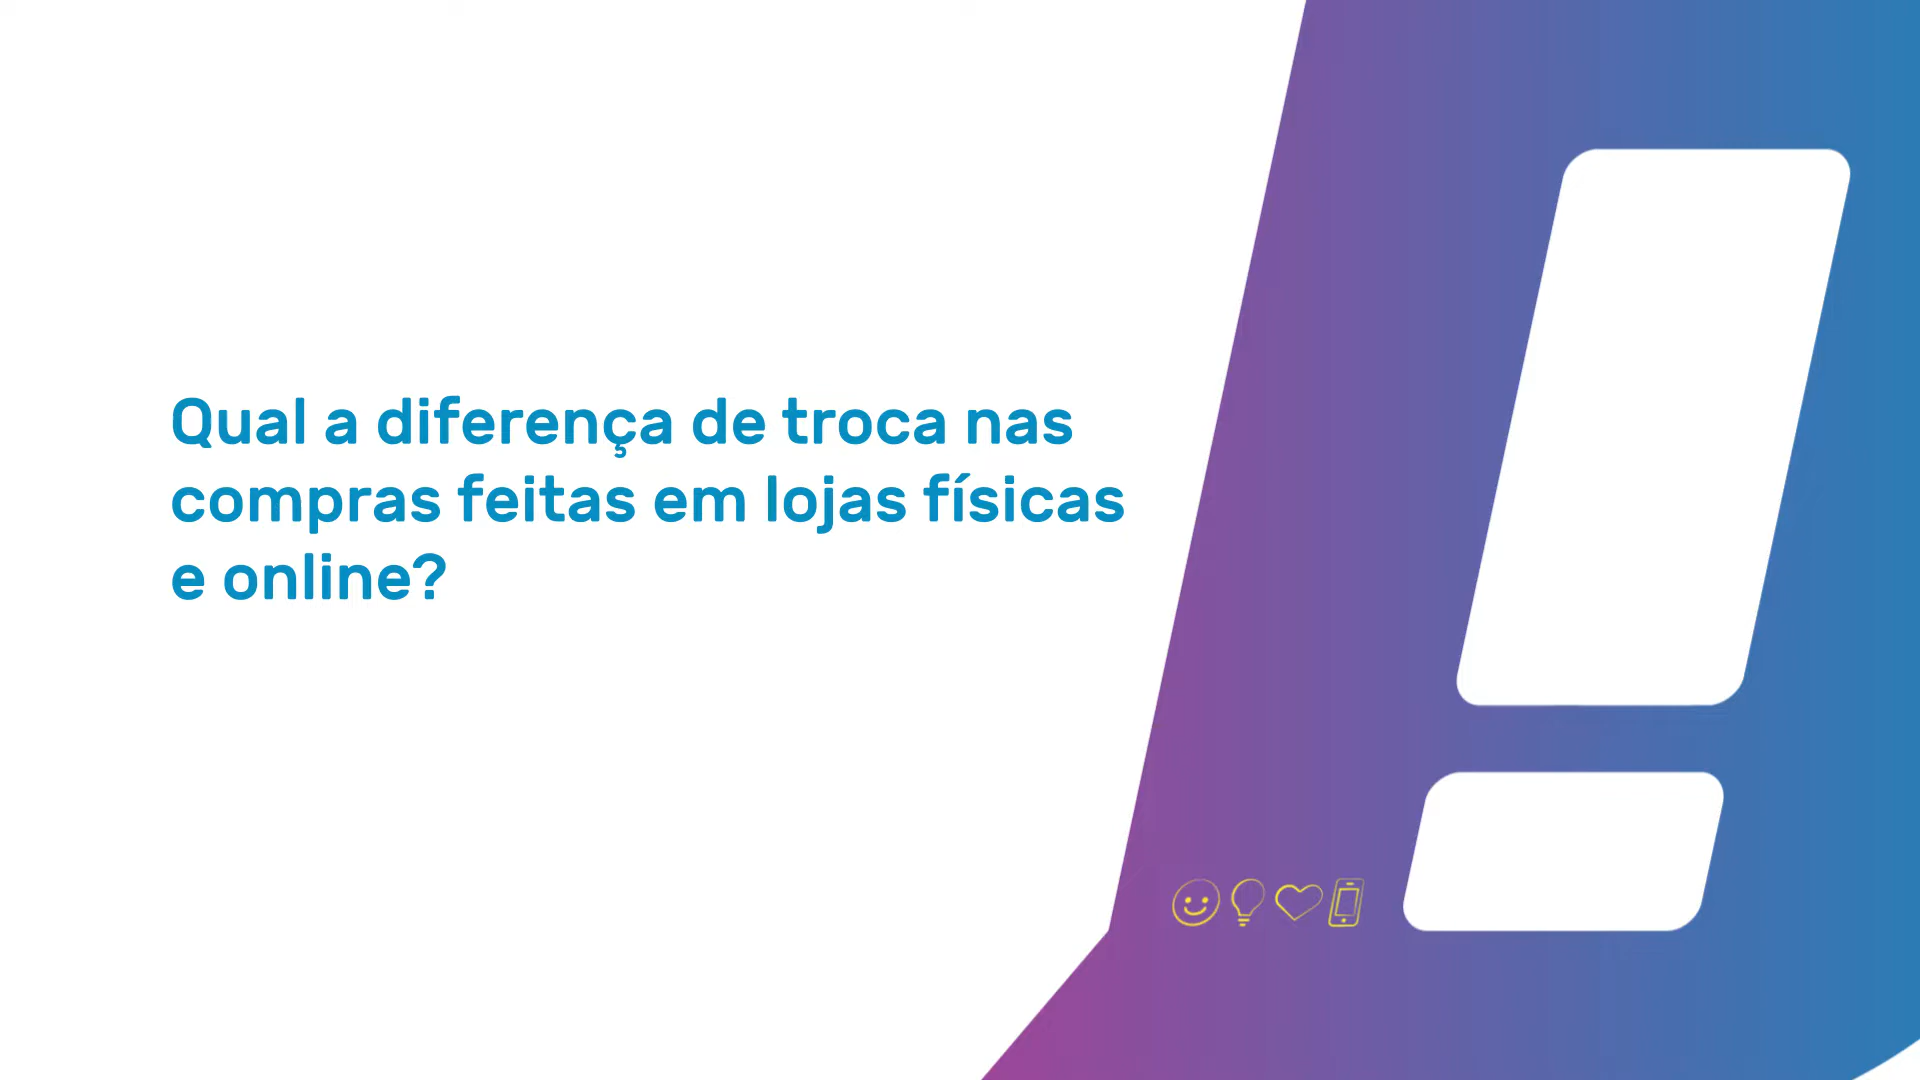 Qual a diferença de troca nas
compras feitas em lojas físicas
e online?